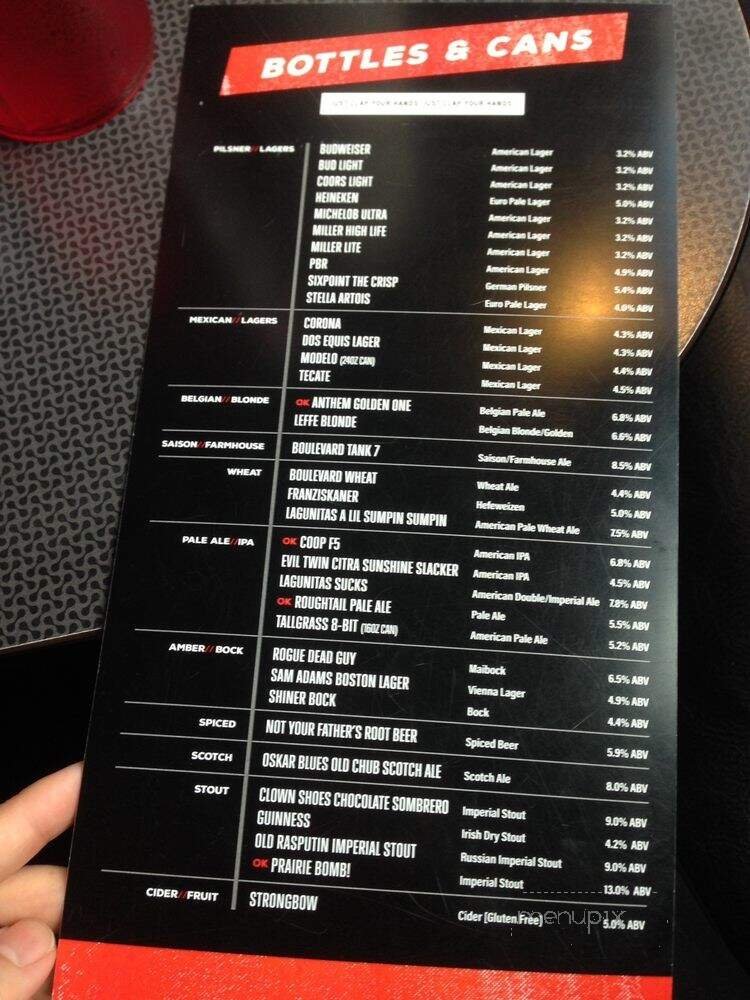 BOTTLES & CANS
JUST CLAP YOUR HANDS JUST CLAP YOUR HANDS
PILSNER//LAGERS BUDWEISER American Lager 3.2% ABV
BUD LIGHT American Lager 3.2% ABV
COORS LIGHT American Lager 3.2% ABV
HEINEKEN Euro Pale Lager 5.0% ABV
MICHELOB ULTRA American Lager 3.2% ABV
MILLER HIGH LIFE American Lager 3.2% ABV
MILLER LITE American Lager 3.2% ABV
PBR American Lager 4.9% ABV
SIXPOINT THE CRISP German Pilsner 5.4% ABV
STELLA ARTOIS Euro Pale Lager 4.6% ABV
MEXICAN//LAGERS CORONA Mexican Lager 4.3% ABV
DOS EQUIS LAGER Mexican Lager 4.3% ABV
MODELO (24OZ CAN) Mexican Lager 4.4% ABV
TECATE Mexican Lager 4.5% ABV
BELGIAN//BLONDE OK ANTHEM GOLDEN ONE Belgian Pale Ale 6.8% ABV
LEFFE BLONDE Belgian Blonde/Golden 6.6% ABV
SAISON//FARMHOUSE BOULEVARD TANK 7 Saison/Farmhouse Ale 8.5% ABV
WHEAT BOULEVARD WHEAT Wheat Ale 4.4% ABV
FRANZISKANER Hefeweizen 5.0% ABV
LAGUNITAS A LIL SUMPIN SUMPIN American Pale Wheat Ale 7.5% ABV
PALE ALE//IPA OK COOP F5 American IPA 6.8% ABV
EVIL TWIN CITRA SUNSHINE SLACKER American IPA 4.5% ABV
LAGUNITAS SUCKS American Double/Imperial Ale 7.8% ABV
OK ROUGHTAIL PALE ALE Pale Ale 5.5% ABV
TALLGRASS 8-BIT (16OZ CAN) American Pale Ale 5.2% ABV
AMBER//BOCK ROGUE DEAD GUY Maibock 6.5% ABV
SAM ADAMS BOSTON LAGER Vienna Lager 4.9% ABV
SHINER BOCK Bock 4.4% ABV
SPICED NOT YOUR FATHER'S ROOT BEER Spiced Beer 5.9% ABV
SCOTCH OSKAR BLUES OLD CHUB SCOTCH ALE Scotch Ale 8.0% ABV
STOUT CLOWN SHOES CHOCOLATE SOMBRERO Imperial Stout 9.0% ABV
GUINNESS Irish Dry Stout 4.2% ABV
OLD RASPUTIN IMPERIAL STOUT Russian Imperial Stout 9.0% ABV
OK PRAIRIE BOMB! Imperial Stout 13.0% ABV
CIDER//FRUIT STRONGBOW Cider [Gluten Free] 5.0% ABV
menupix